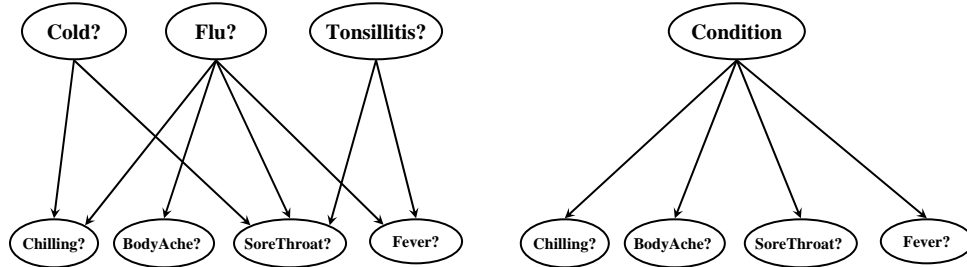 Cold?
Flu?
Tonsillitis?
Condition
Chilling?
BodyAche?
SoreThroat?
Fever?
Chilling?
BodyAche?
SoreThroat?
Fever?